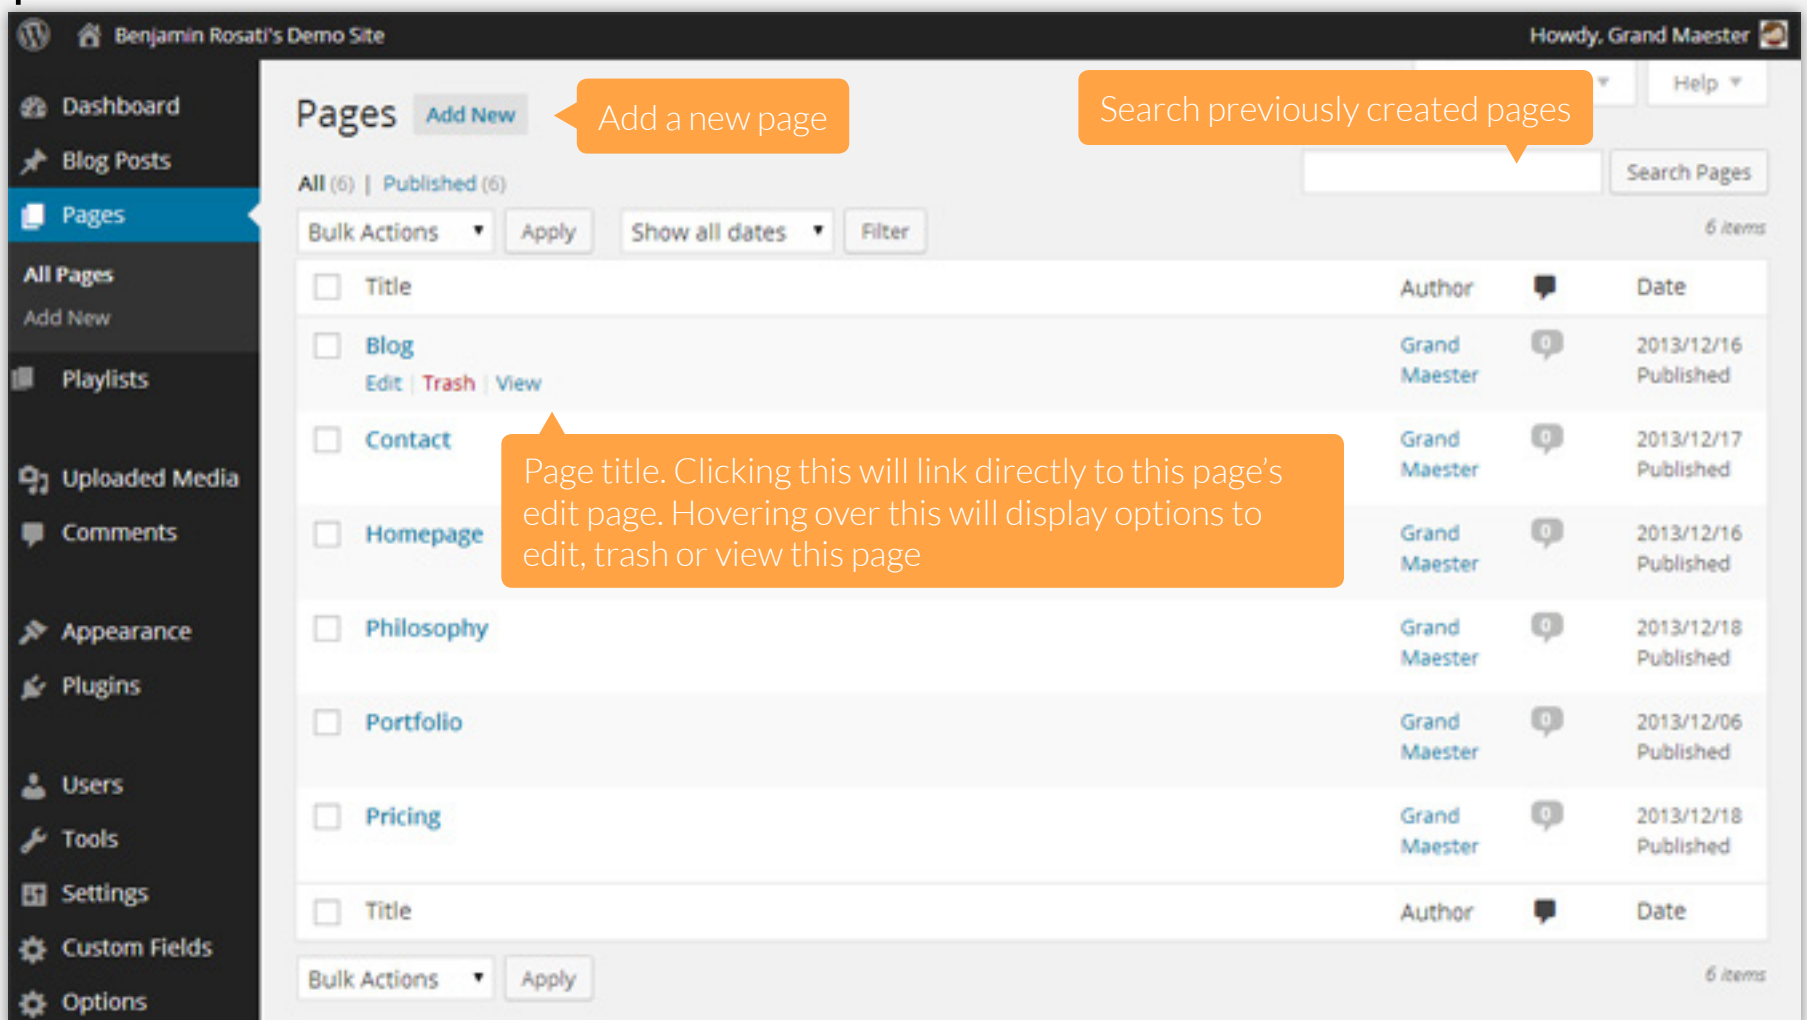 Benjamin Rosati's Demo Site
Howdy, Grand Maester
Dashboard
Blog Posts
Pages
All Pages
Add New
Playlists
Uploaded Media
Comments
Appearance
Plugins
Users
Tools
Settings
Custom Fields
Options
Pages Add New
Add a new page
Search previously created pages
Help
All (6) | Published (6)
Search Pages
Bulk Actions Apply Show all dates Filter
6 items
Title Author Date
Blog Grand Maester 0 2013/12/16 Published
Edit | Trash | View
Contact Grand Maester 0 2013/12/17 Published
Page title. Clicking this will link directly to this page’s
edit page. Hovering over this will display options to
edit, trash or view this page
Homepage Grand Maester 0 2013/12/16 Published
Philosophy Grand Maester 0 2013/12/18 Published
Portfolio Grand Maester 0 2013/12/06 Published
Pricing Grand Maester 0 2013/12/18 Published
Title Author Date
Bulk Actions Apply
6 items